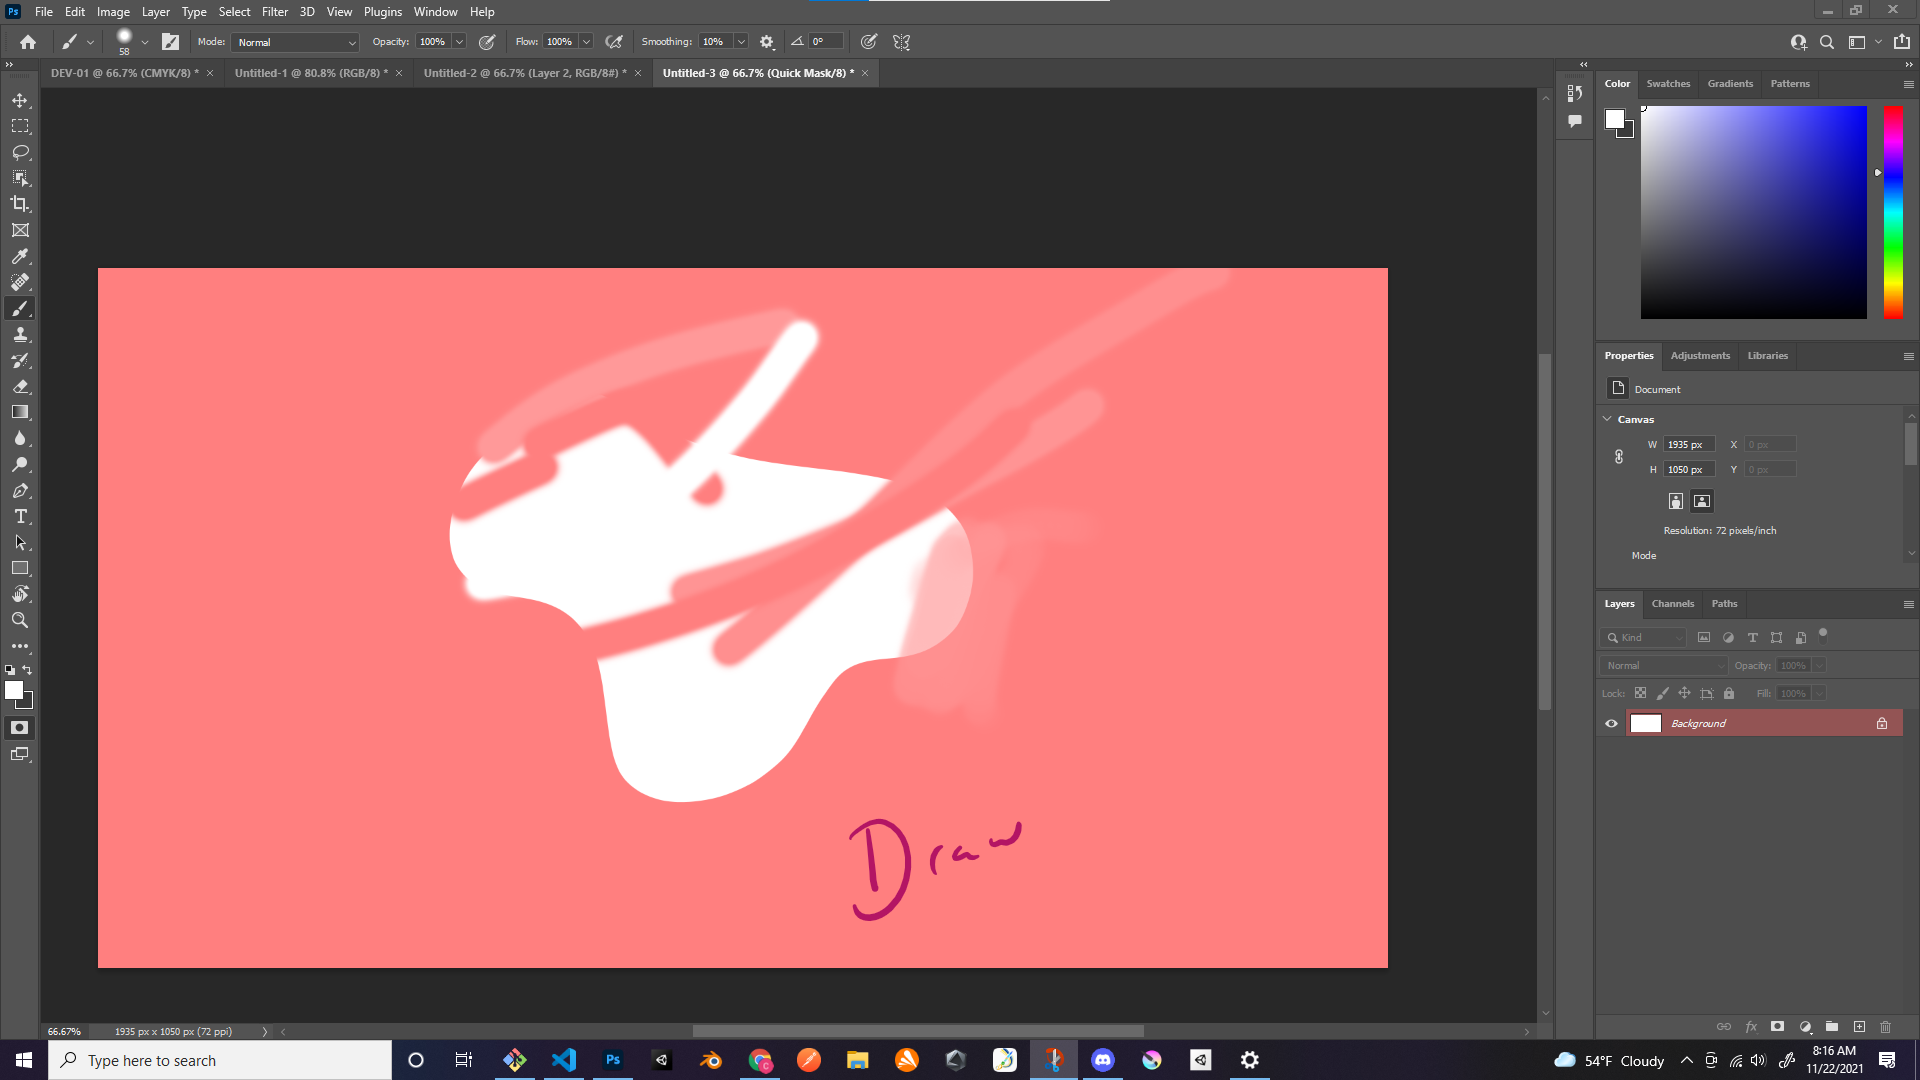 Ps File Edit Image Layer Type Select Filter 3D View Plugins Window Help
58 Mode: Normal Opacity: 100% Flow: 100% Smoothing: 10% 0°
DEV-01 @ 66.7% (CMYK/8) * × Untitled-1 @ 80.8% (RGB/8) * × Untitled-2 @ 66.7% (Layer 2, RGB/8#) * × Untitled-3 @ 66.7% (Quick Mask/8) * ×
Color Swatches Gradients Patterns
Properties Adjustments Libraries
Document
Canvas
W 1935 px X 0 px
H 1050 px Y 0 px
Resolution: 72 pixels/inch
Mode
Layers Channels Paths
Kind
Normal Opacity: 100%
Lock: Fill: 100%
Background
Draw
66.67% 1935 px x 1050 px (72 ppi)
Type here to search
54°F Cloudy
8:16 AM
11/22/2021